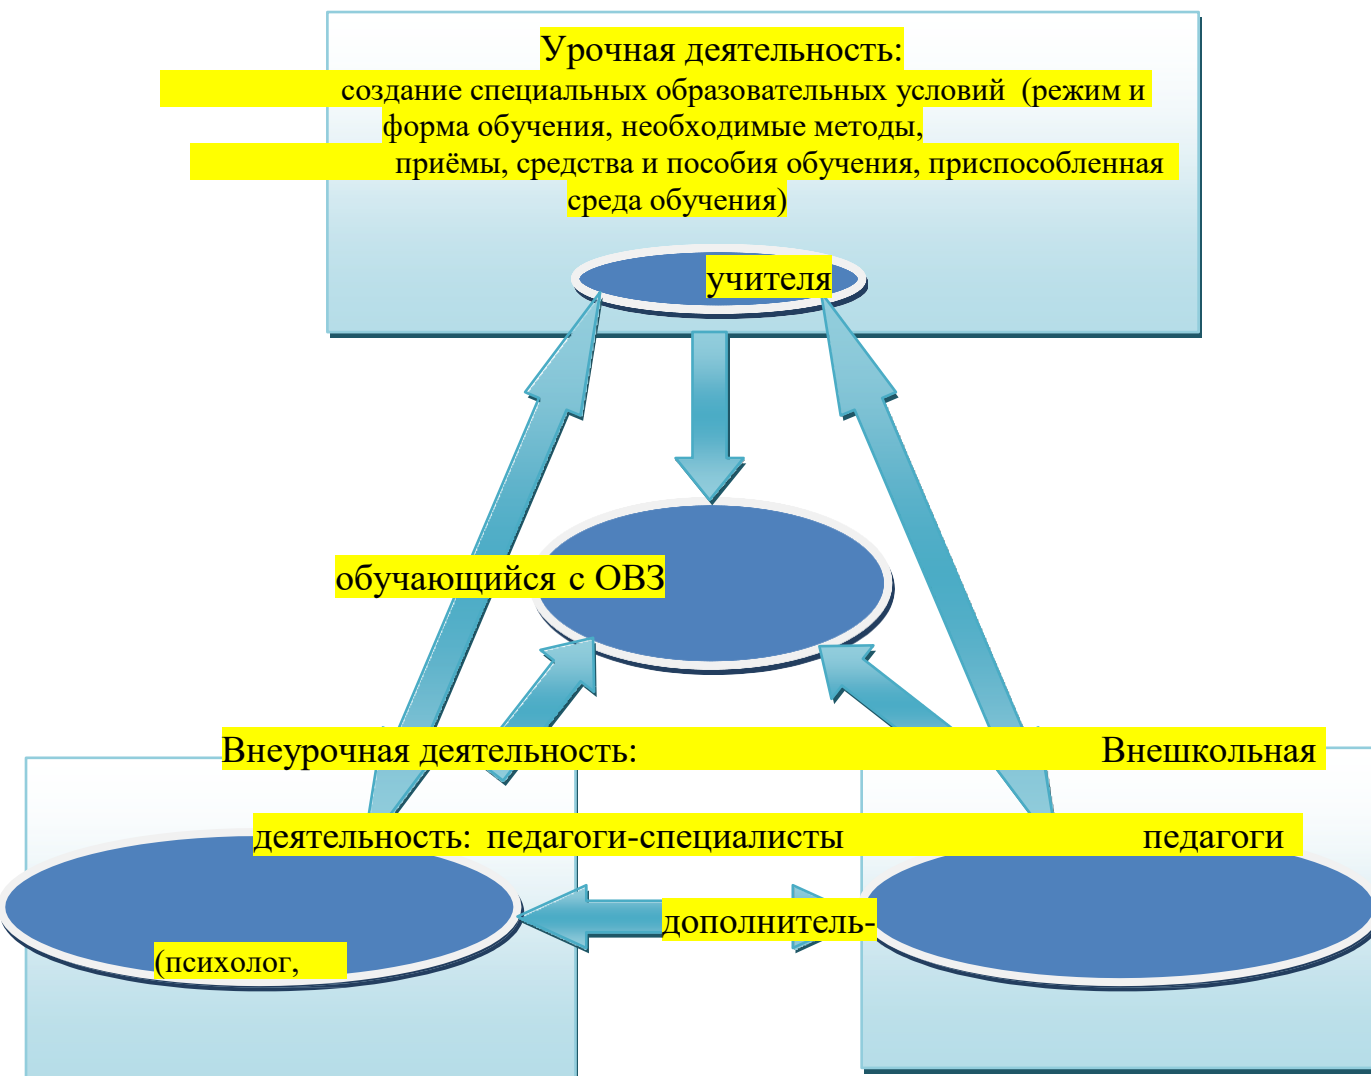 Урочная деятельность:
создание специальных образовательных условий (режим и
форма обучения, необходимые методы,
приёмы, средства и пособия обучения, приспособленная
среда обучения)
учителя
обучающийся с ОВЗ
Внеурочная деятельность: Внешкольная
деятельность: педагоги-специалисты педагоги
дополнитель-
(психолог,